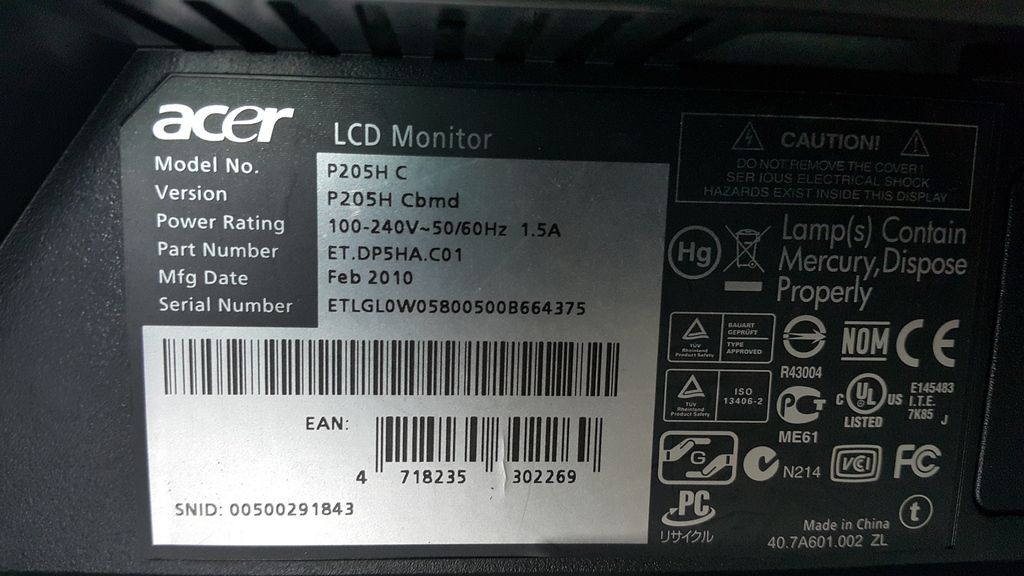 acer
LCD Monitor
Model No. P205H C
Version P205H Cbmd
Power Rating 100-240V~50/60Hz 1.5A
Part Number ET.DP5HA.C01
Mfg Date Feb 2010
Serial Number ETLGL0W05800500B664375
EAN:
4 718235 302269
SNID: 00500291843
CAUTION!
DO NOT REMOVE THE COVER!
SER IOUS ELECTRICAL SHOCK
HAZARDS EXIST INSIDE THIS DISPLAY
Hg
Lamp(s) Contain
Mercury,Dispose
Properly
TÜV
Rheinland
Product Safety
BAUART
GEPRÜFT
TYPE
APPROVED
R43004
NOM
CE
TÜV
Rheinland
Product Safety
ISO
13406-2
PCT
ME61
C UL US
LISTED
E145483
I.T.E.
7K85 J
G
N214
VCI
FC
PC
リサイクル
t
Made in China
40.7A601.002 ZL